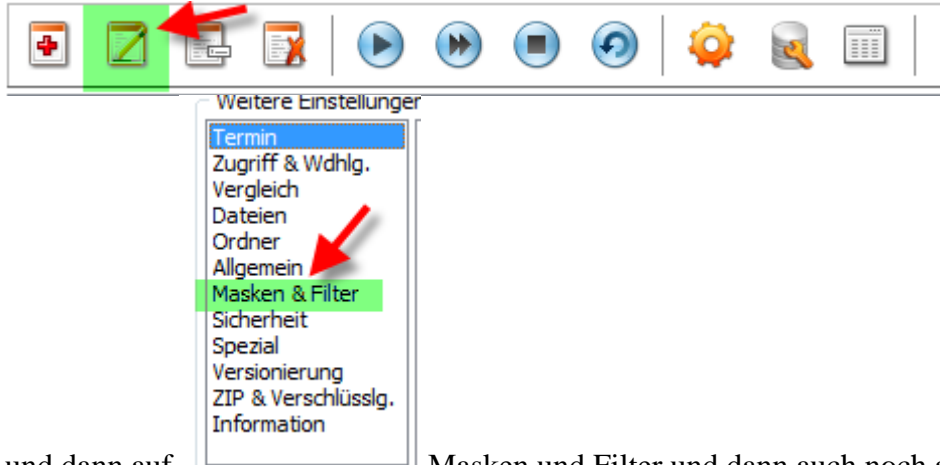 Weitere Einstellunger
Termin
Zugriff & Wdhlg.
Vergleich
Dateien
Ordner
Allgemein
Masken & Filter
Sicherheit
Spezial
Versionierung
ZIP & Verschlüsslg.
Information
und dann auf Masken und Filter und dann auch noch